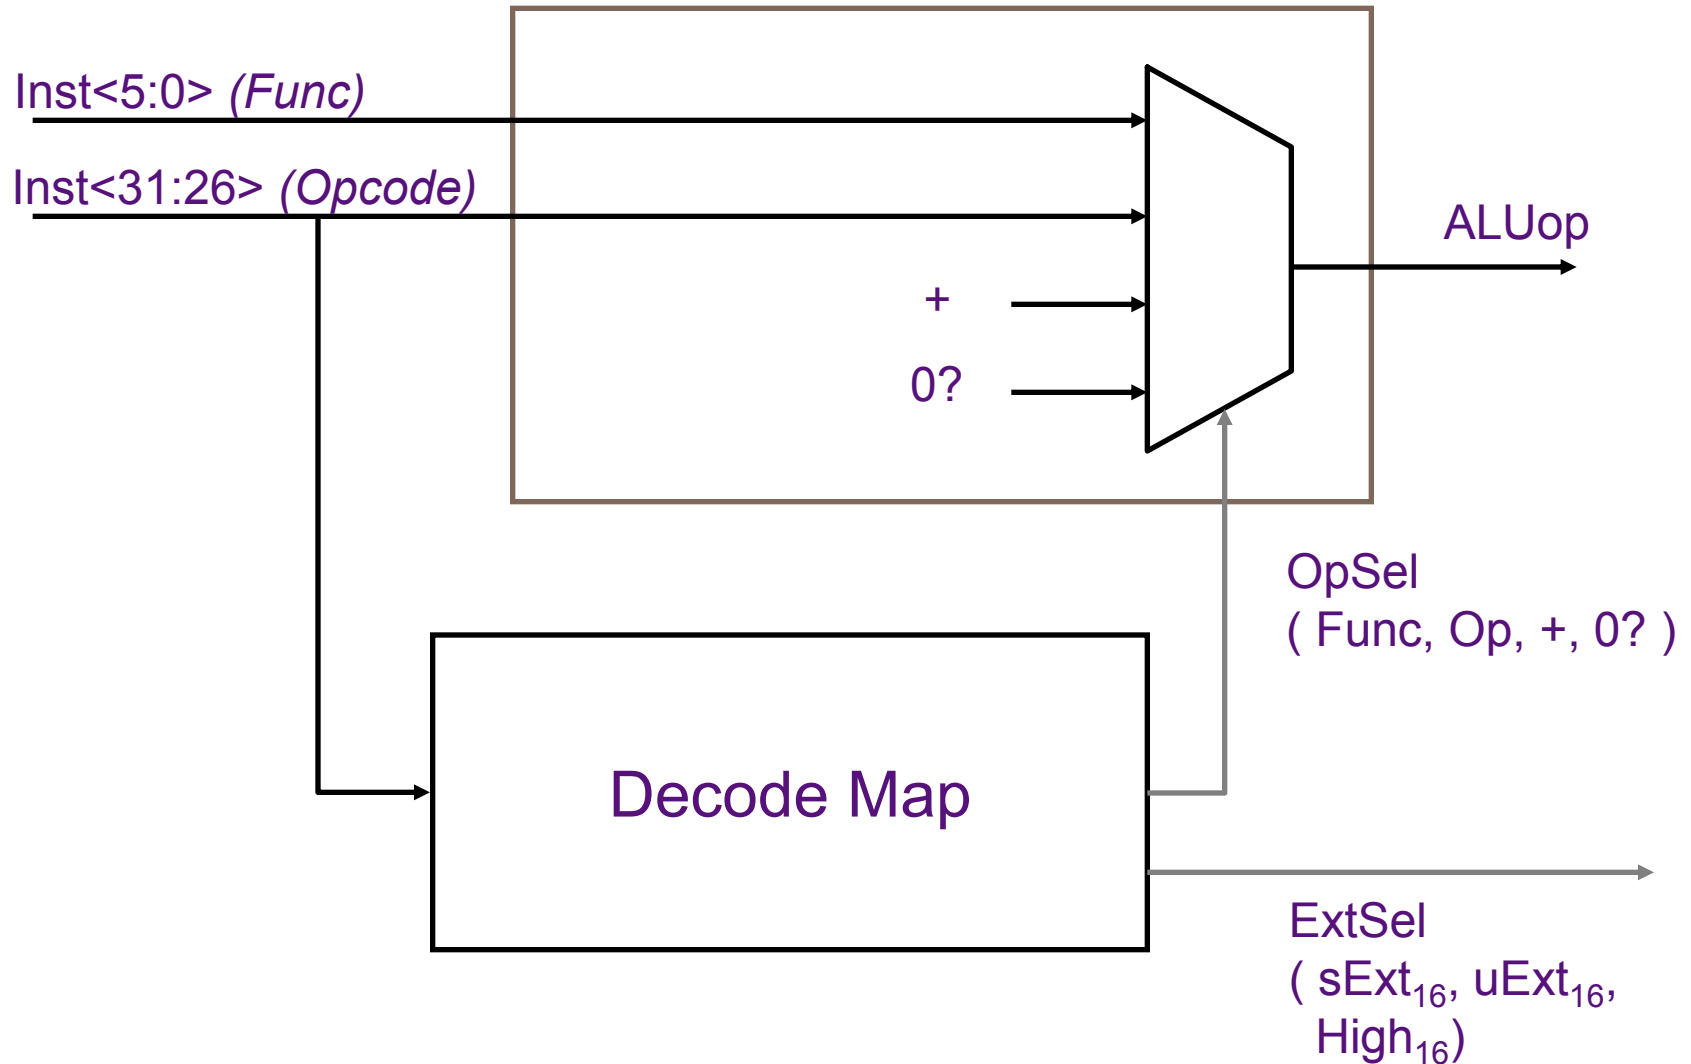 Inst<5:0> (Func)
Inst<31:26> (Opcode)
ALUop
+
0?
OpSel
( Func, Op, +, 0? )
Decode Map
ExtSel
( sExt₁₆, uExt₁₆,
High₁₆)